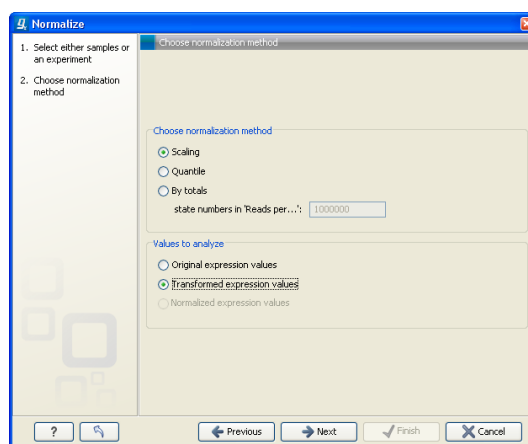 Normalize
1. Select either samples or
an experiment
2. Choose normalization
method
Choose normalization method
Choose normalization method
Scaling
Quantile
By totals
state numbers in 'Reads per...': 1000000
Values to analyze
Original expression values
Transformed expression values
Normalized expression values
? Previous Next Finish Cancel